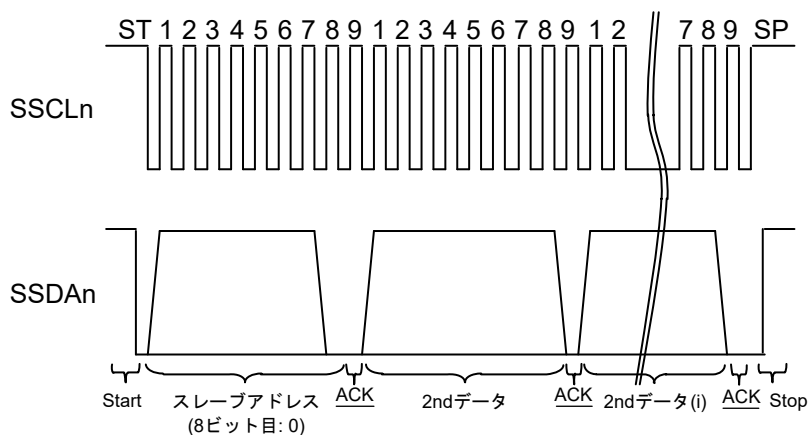 ST 1 2 3 4 5 6 7 8 9 1 2 3 4 5 6 7 8 9 1 2 7 8 9 SP
SSCLn
SSDAn
Start スレーブアドレス ACK 2ndデータ ACK 2ndデータ(i) ACK Stop
(8ビット目: 0)